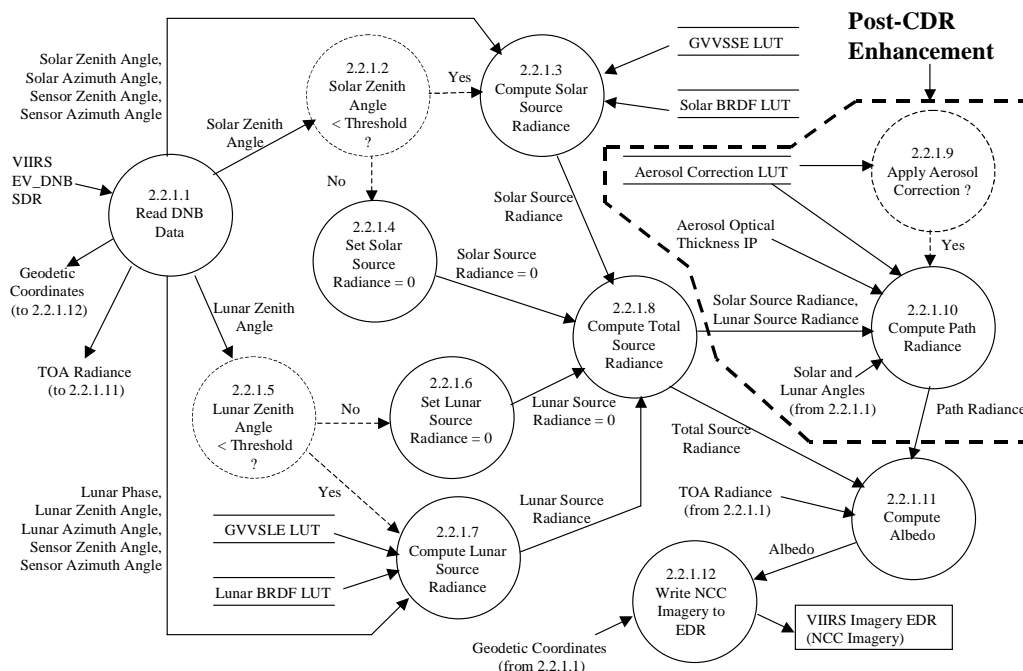 Post-CDR
Enhancement
GVVSSE LUT
Solar BRDF LUT
Solar Zenith Angle,
Solar Azimuth Angle,
Sensor Zenith Angle,
Sensor Azimuth Angle
2.2.1.2
Solar Zenith
Angle
< Threshold
?
Yes
2.2.1.3
Compute Solar
Source
Radiance
Solar Zenith
Angle
No
VIIRS
EV_DNB
SDR
2.2.1.1
Read DNB
Data
Aerosol Correction LUT
2.2.1.9
Apply Aerosol
Correction ?
Yes
Solar Source
Radiance
2.2.1.4
Set Solar
Source
Radiance = 0
Solar Source
Radiance = 0
Aerosol Optical
Thickness IP
Geodetic
Coordinates
(to 2.2.1.12)
Lunar Zenith
Angle
TOA Radiance
(to 2.2.1.11)
2.2.1.8
Compute Total
Source
Radiance
Solar Source Radiance,
Lunar Source Radiance
2.2.1.10
Compute Path
Radiance
Solar and
Lunar Angles
(from 2.2.1.1)
Path Radiance
2.2.1.5
Lunar Zenith
Angle
< Threshold
?
No
2.2.1.6
Set Lunar
Source
Radiance = 0
Lunar Source
Radiance = 0
Total Source
Radiance
Yes
Lunar Phase,
Lunar Zenith Angle,
Lunar Azimuth Angle,
Sensor Zenith Angle,
Sensor Azimuth Angle
GVVSLE LUT
Lunar BRDF LUT
2.2.1.7
Compute Lunar
Source
Radiance
Lunar Source
Radiance
TOA Radiance
(from 2.2.1.1)
2.2.1.11
Compute
Albedo
Albedo
2.2.1.12
Write NCC
Imagery to
EDR
Geodetic Coordinates
(from 2.2.1.1)
VIIRS Imagery EDR
(NCC Imagery)